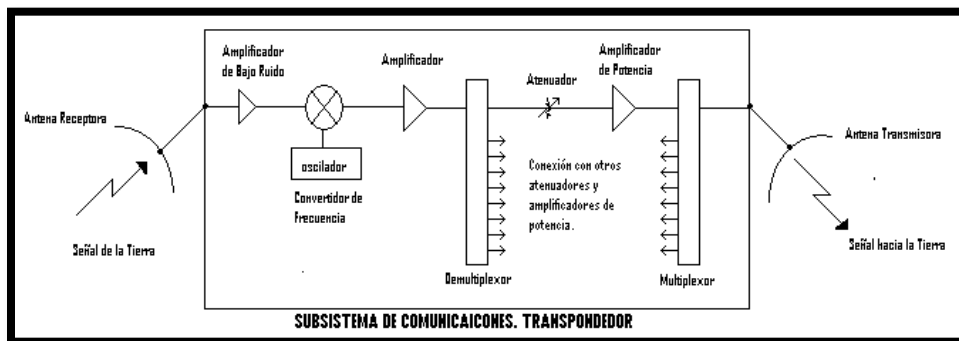 Amplificador
de Bajo Ruido
Amplificador
Amplificador
de Potencia
Atenuador
Antena Receptora
Antena Transmisora
oscilador
Convertidor de
Frecuencia
Conexión con otros
atenuadores y
amplificadores de
potencia.
Señal de la Tierra
Señal hacia la Tierra
Demultiplexor
Multiplexor
SUBSISTEMA DE COMUNICAICONES. TRANSPONDEDOR